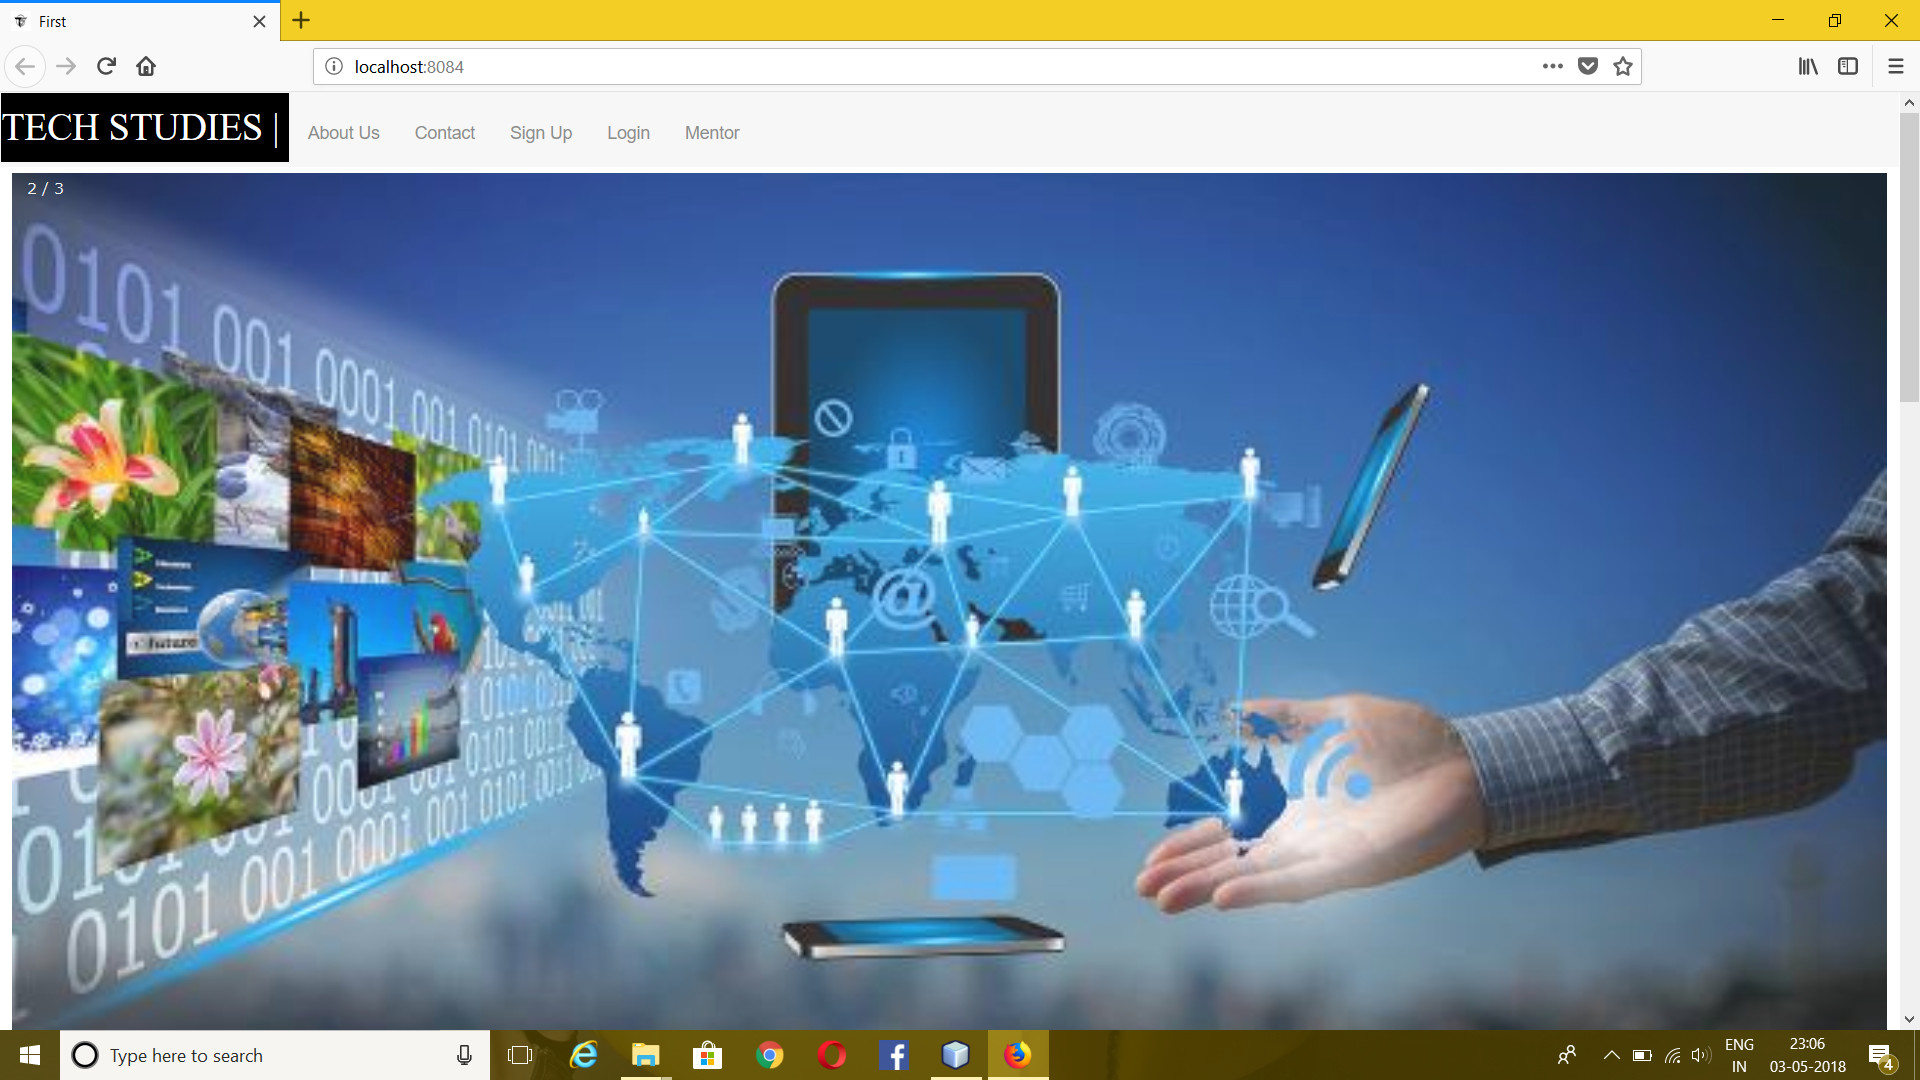 First
localhost:8084
TECH STUDIES |
About Us
Contact
Sign Up
Login
Mentor
2 / 3
0101 001 0001 001 0101 001
future
0101 001 0001 001 0101 0011
Type here to search
ENG
IN
23:06
03-05-2018
4